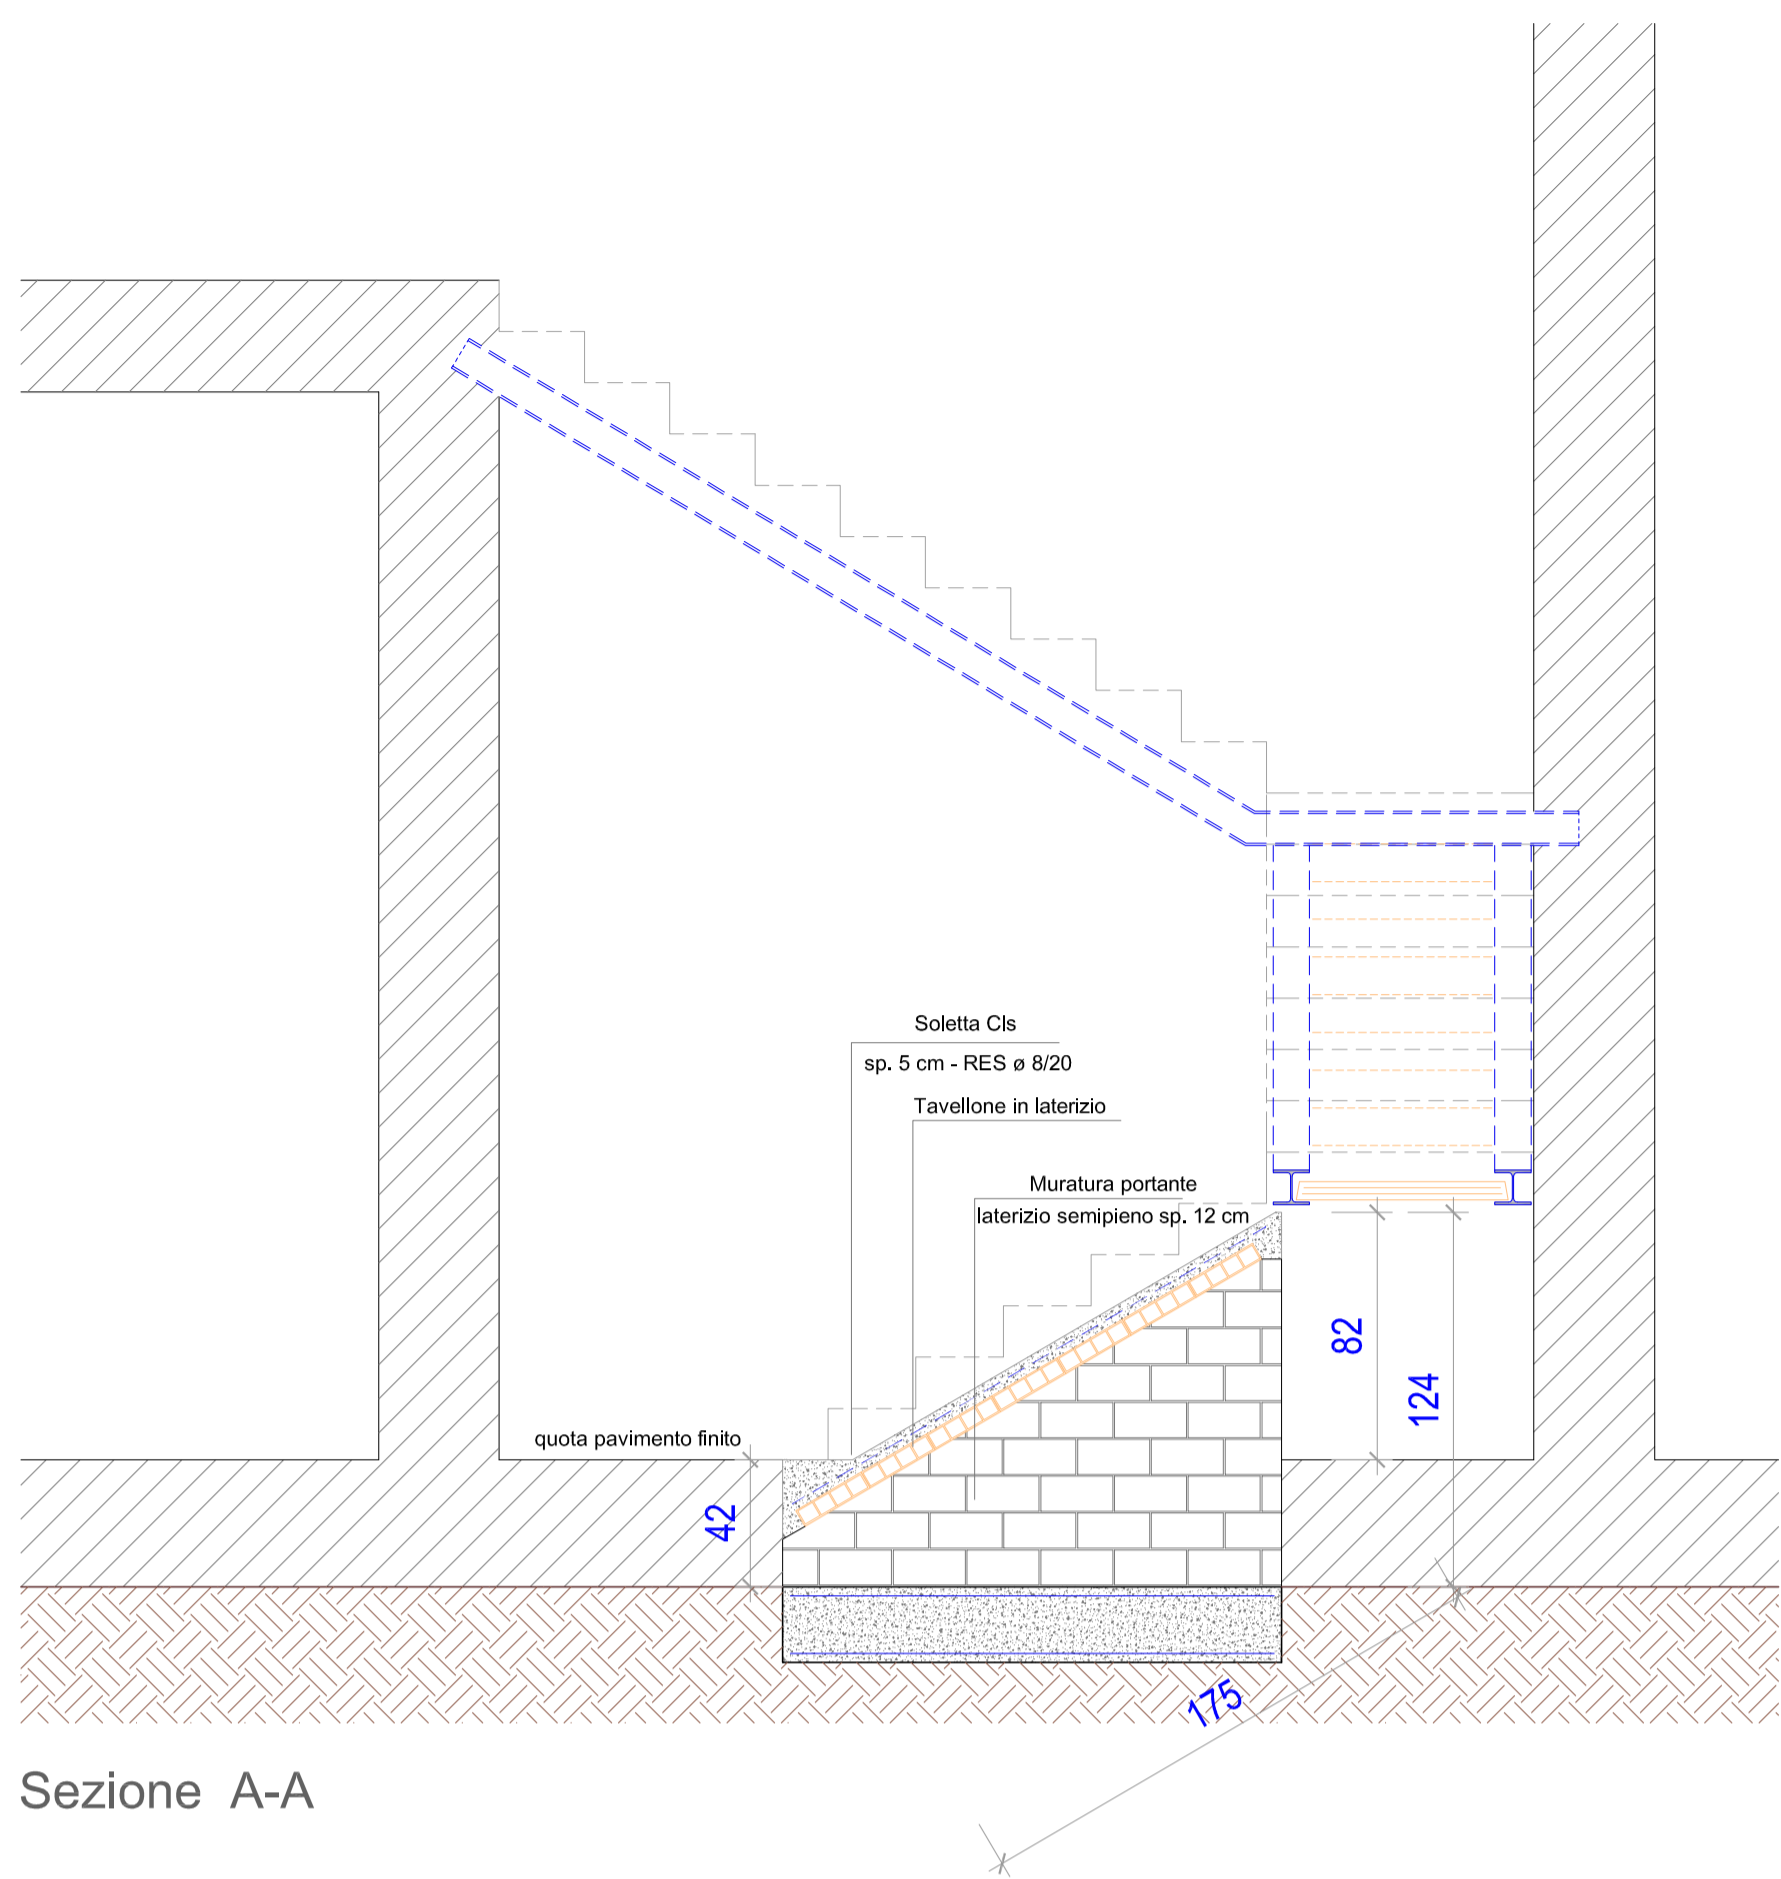 Soletta Cls
sp. 5 cm - RES ø 8/20
Tavellone in laterizio
Muratura portante
laterizio semipieno sp. 12 cm
82
124
quota pavimento finito
42
175
Sezione A-A